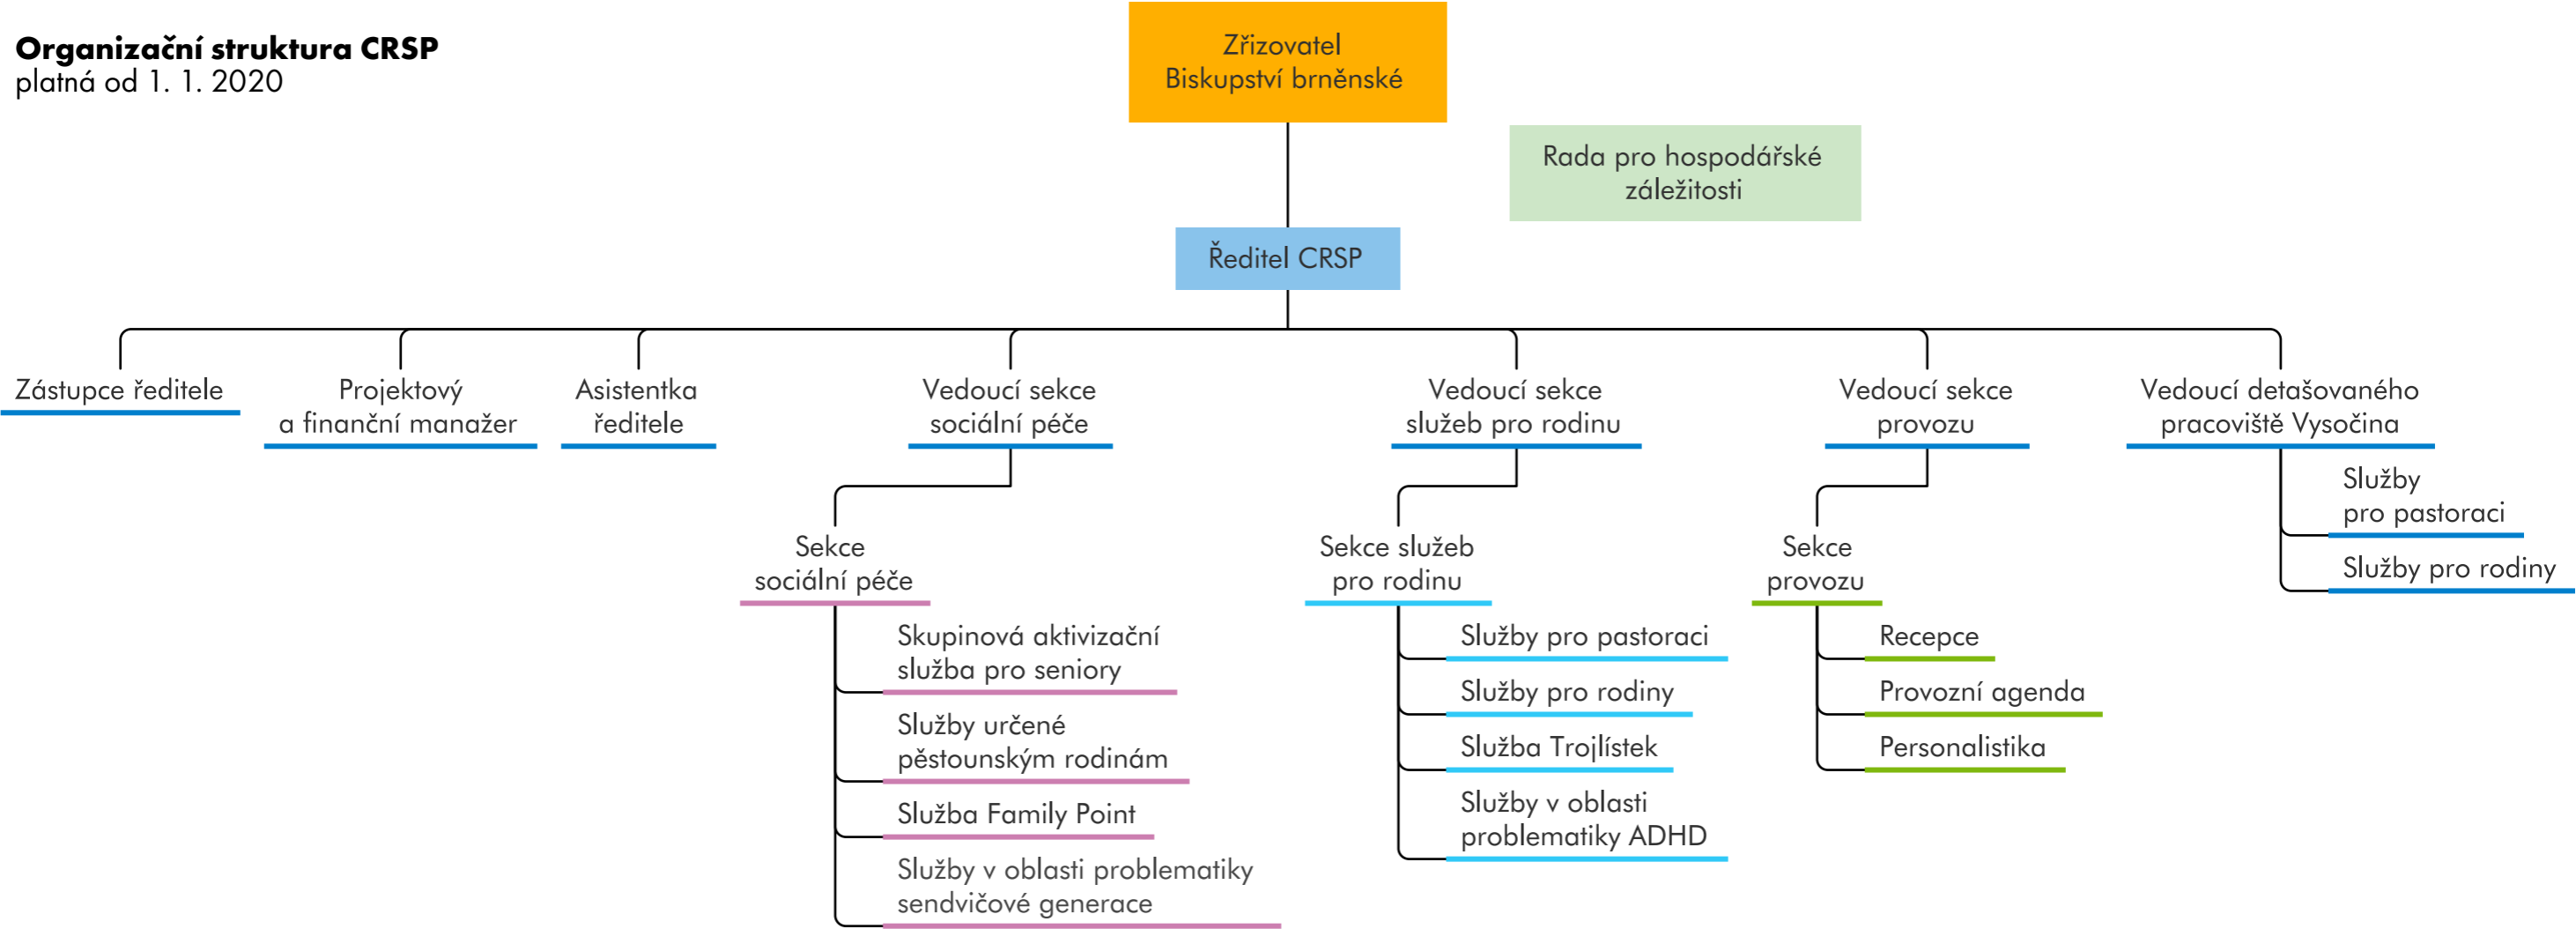 Organizační struktura CRSP
platná od 1. 1. 2020
Zřizovatel
Biskupství brněnské
Rada pro hospodářské
záležitosti
Ředitel CRSP
Zástupce ředitele
Projektový
a finanční manažer
Asistentka
ředitele
Vedoucí sekce
sociální péče
Vedoucí sekce
služeb pro rodinu
Vedoucí sekce
provozu
Vedoucí detašovaného
pracoviště Vysočina
Služby
pro pastoraci
Služby pro rodiny
Sekce
sociální péče
Skupinová aktivizační
služba pro seniory
Služby určené
pěstounským rodinám
Služba Family Point
Služby v oblasti problematiky
sendvičové generace
Sekce služeb
pro rodinu
Služby pro pastoraci
Služby pro rodiny
Služba Trojlístek
Služby v oblasti
problematiky ADHD
Sekce
provozu
Recepce
Provozní agenda
Personalistika